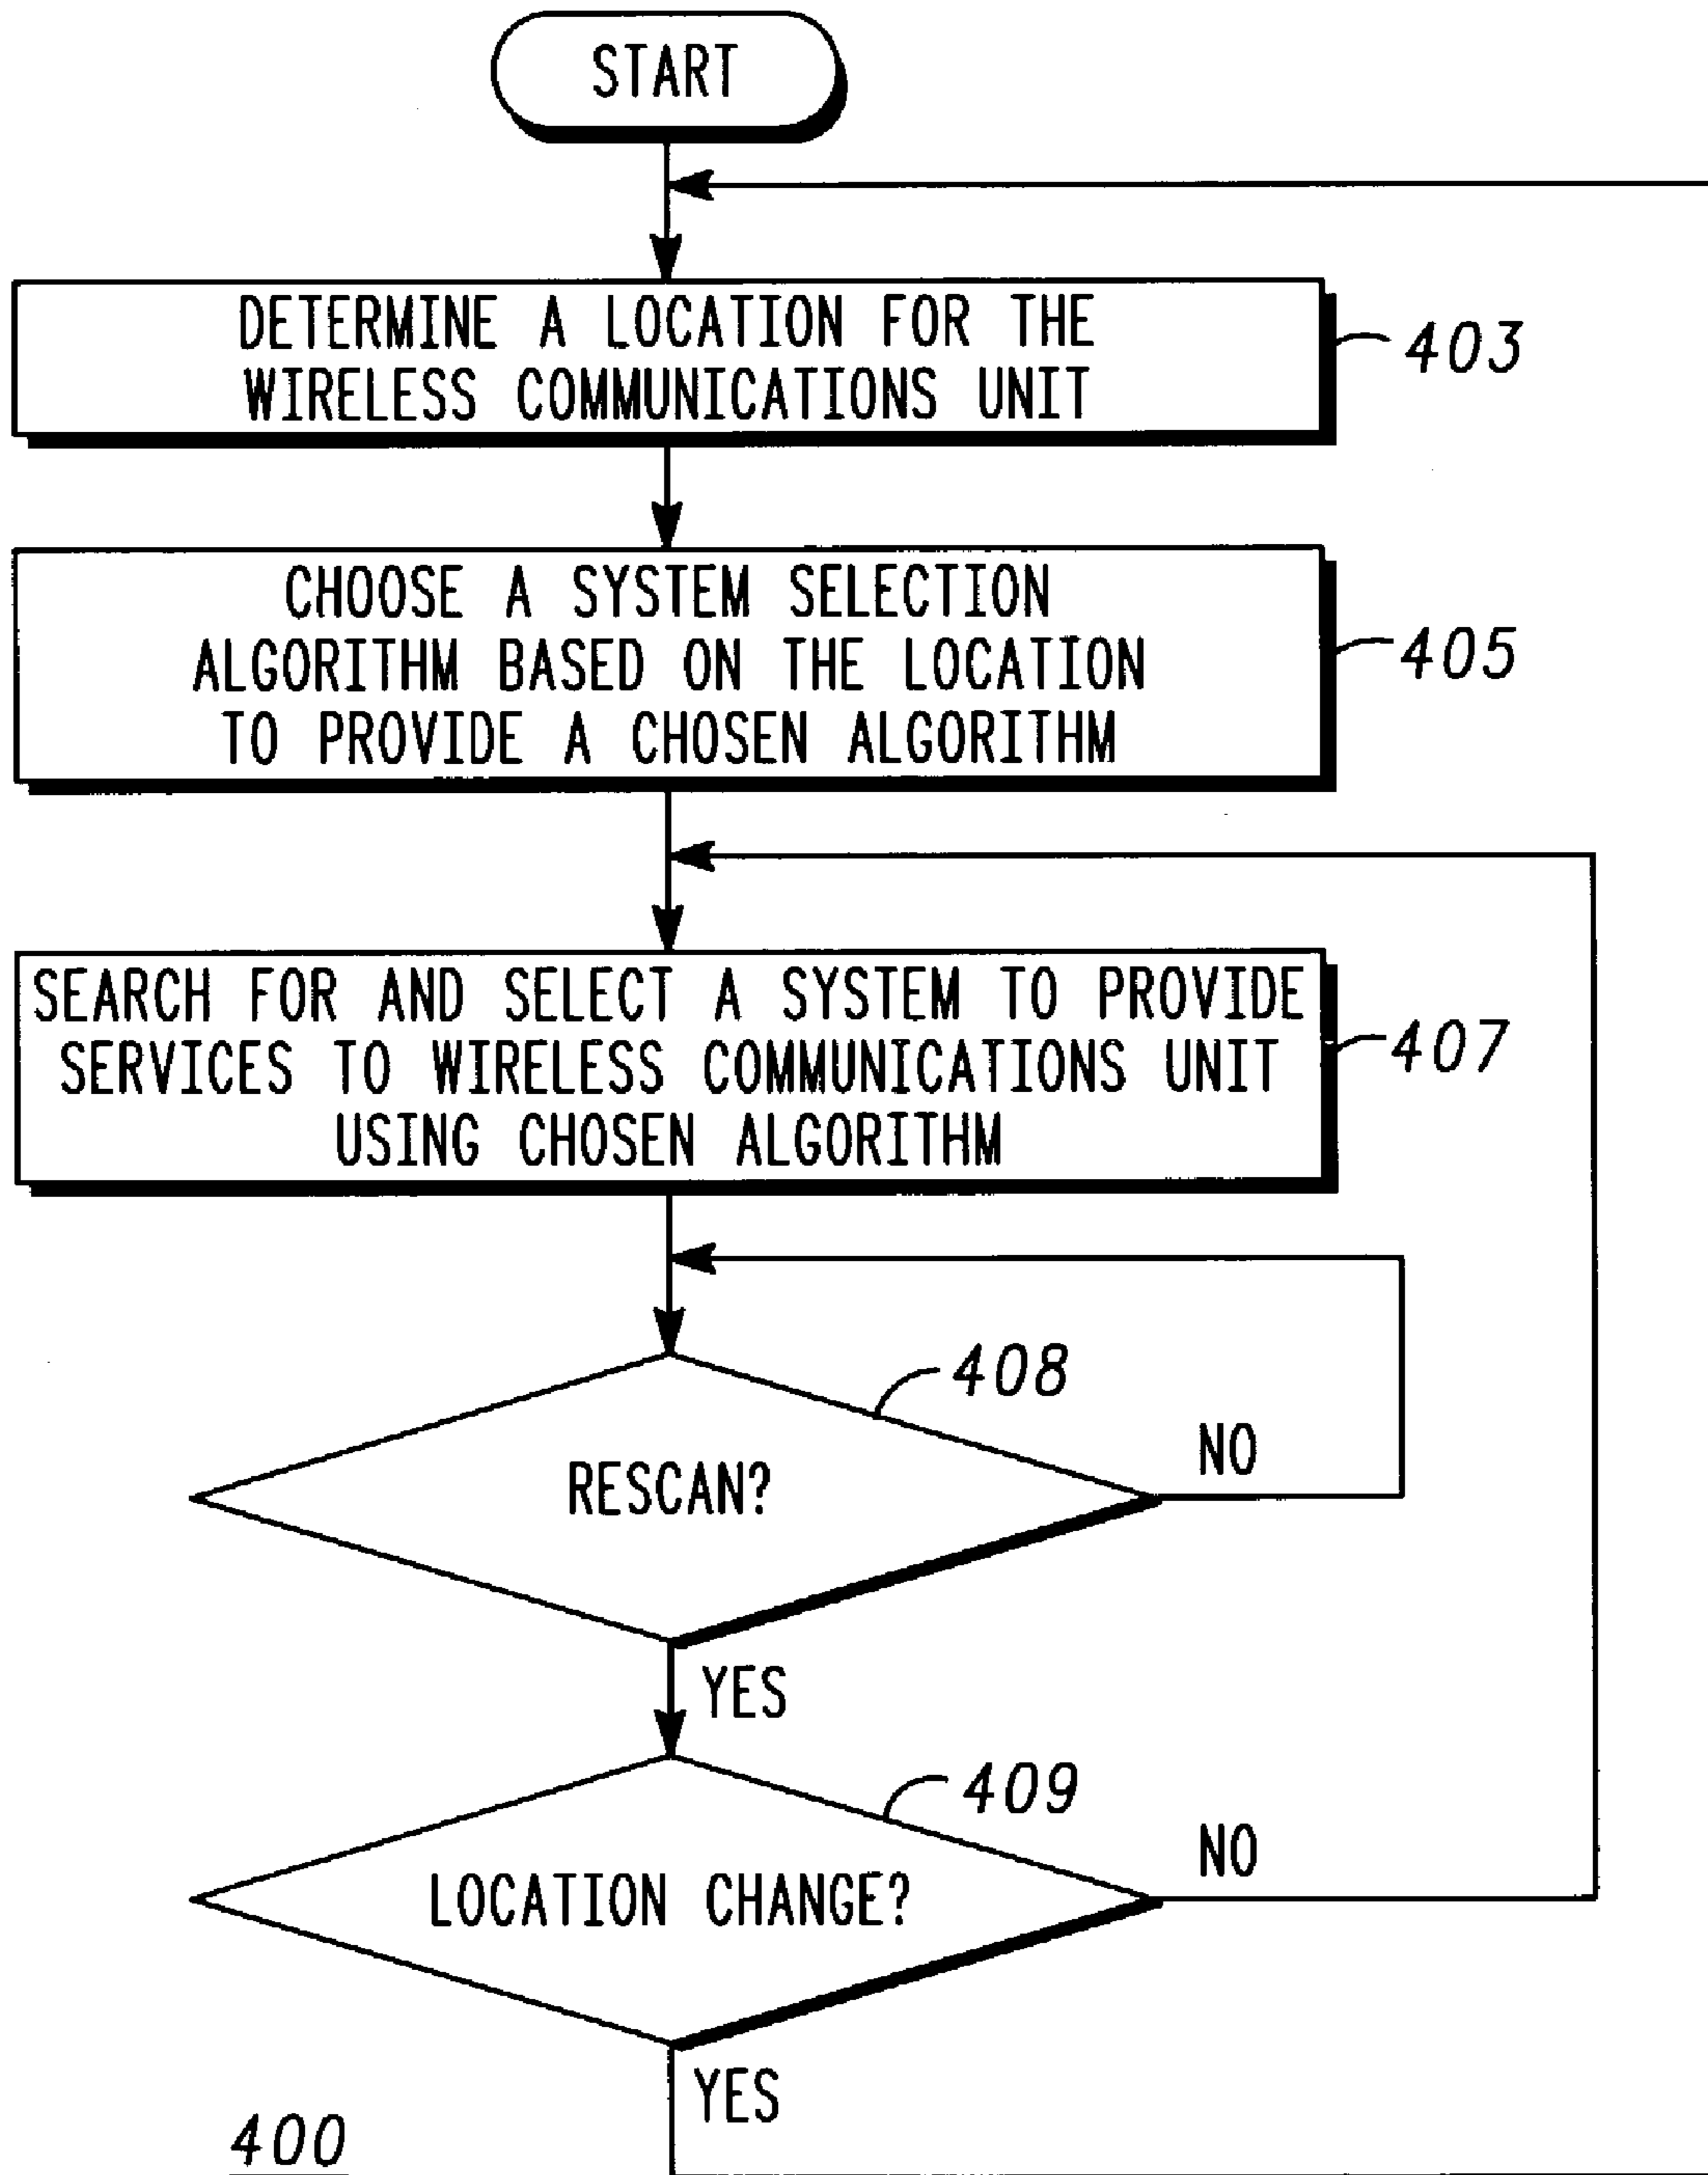 START
DETERMINE A LOCATION FOR THE
WIRELESS COMMUNICATIONS UNIT
403
CHOOSE A SYSTEM SELECTION
ALGORITHM BASED ON THE LOCATION
TO PROVIDE A CHOSEN ALGORITHM
405
SEARCH FOR AND SELECT A SYSTEM TO PROVIDE
SERVICES TO WIRELESS COMMUNICATIONS UNIT
USING CHOSEN ALGORITHM
407
408
RESCAN?
NO
YES
409
LOCATION CHANGE?
NO
YES
400